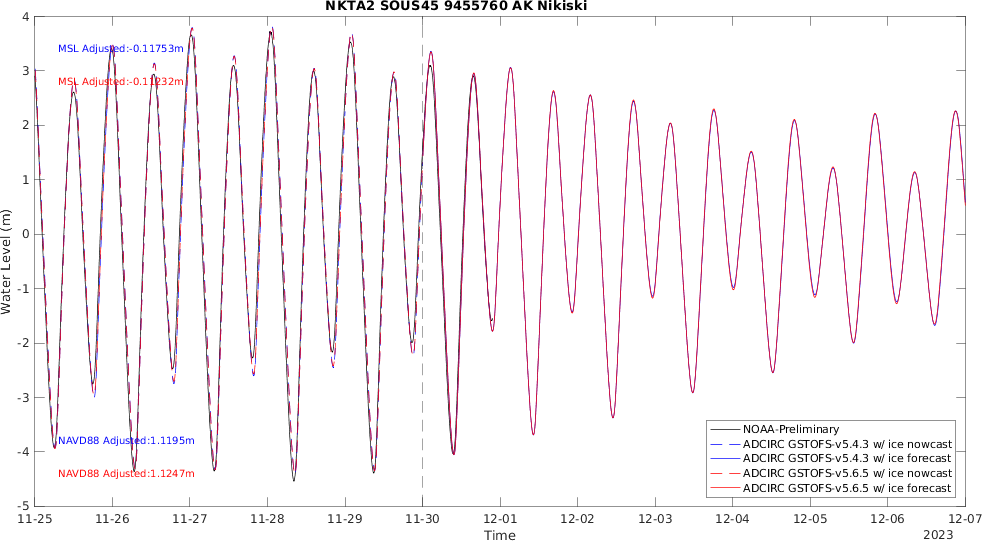 NKTA2 SOUS45 9455760 AK Nikiski
4
3
2
1
0
-1
-2
-3
-4
-5
Water Level (m)
MSL Adjusted:-0.11753m
MSL Adjusted:-0.11232m
NAVD88 Adjusted:1.1195m
NAVD88 Adjusted:1.1247m
NOAA-Preliminary
ADCIRC GSTOFS-v5.4.3 w/ ice nowcast
ADCIRC GSTOFS-v5.4.3 w/ ice forecast
ADCIRC GSTOFS-v5.6.5 w/ ice nowcast
ADCIRC GSTOFS-v5.6.5 w/ ice forecast
11-25 11-26 11-27 11-28 11-29 11-30 12-01 12-02 12-03 12-04 12-05 12-06 12-07
Time
2023